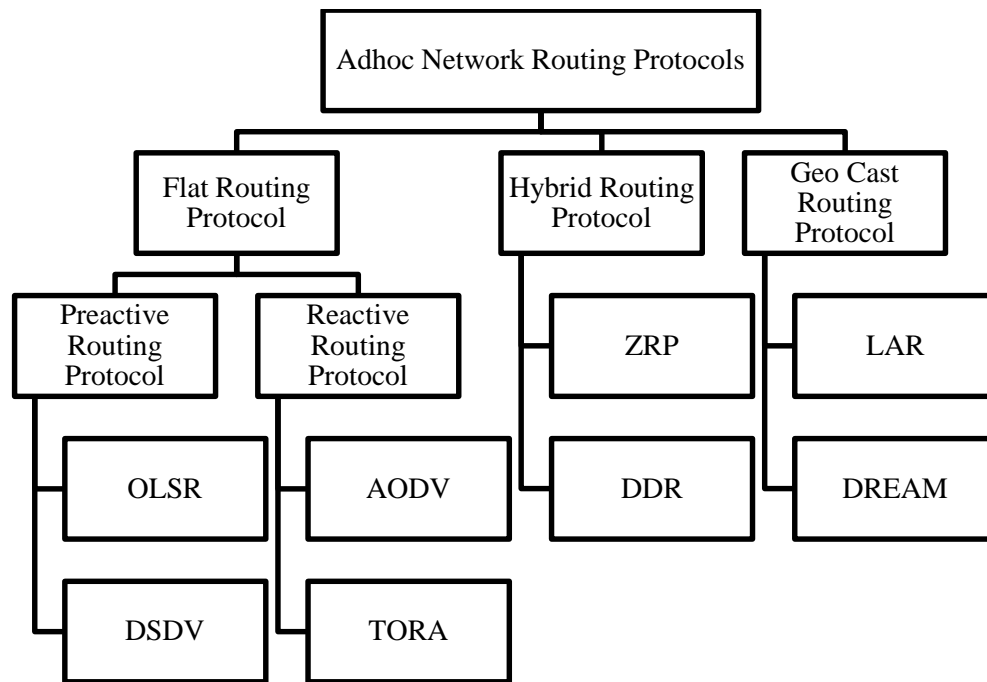 Adhoc Network Routing Protocols
Flat Routing
Protocol
Hybrid Routing
Protocol
Geo Cast
Routing
Protocol
Preactive
Routing
Protocol
Reactive
Routing
Protocol
ZRP
LAR
OLSR
AODV
DDR
DREAM
DSDV
TORA